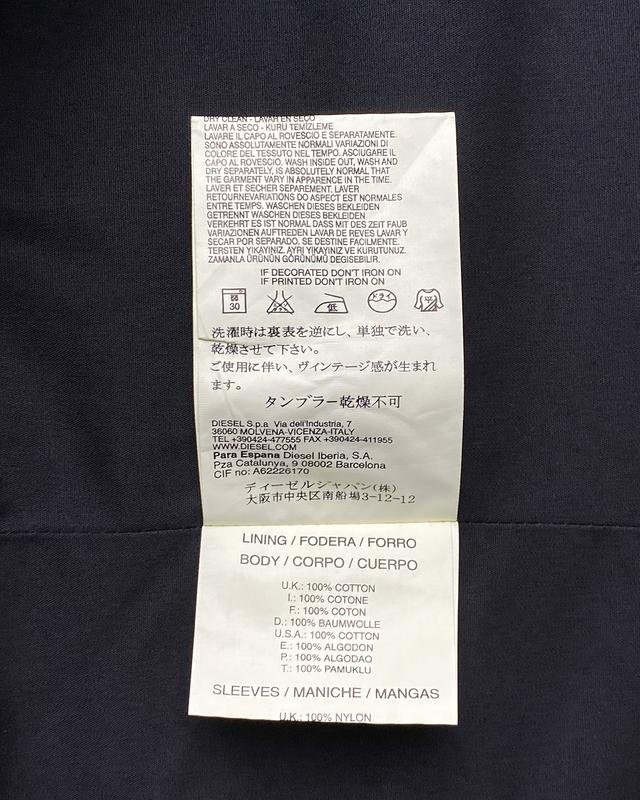 DRY CLEAN - LAVAR EN SECO
LAVAR A SECO - KURU TEMİZLEME
LAVARE IL CAPO AL ROVESCIO E SEPARATAMENTE.
SONO ASSOLUTAMENTE NORMALI VARIAZIONI DI
COLORE DEL TESSUTO NEL TEMPO. ASCIUGARE IL
CAPO AL ROVESCIO. WASH INSIDE OUT, WASH AND
DRY SEPARATELY, IS ABSOLUTELY NORMAL THAT
THE GARMENT VARY IN APPARENCE IN THE TIME.
LAVER ET SECHER SEPAREMENT. LAVER
RETOURNEVARIATIONS DO ASPECT EST NORMALES
ENTRE TEMPS. WASCHEN DIESES BEKLEIDEN
GETRENNT WASCHEN DIESES BEKLEIDEN
VERKEHRT ES IST NORMAL DASS MIT DES ZEIT FAUB
VARIAZIONEN AUFTREDEN LAVAR DE REVES LAVAR Y
SECAR POR SEPARADO. SE DESTINE FACILMENTE.
TERSTEN YIKAYINIZ. AYRI YIKAYINIZ VE KURUTUNUZ.
ZAMANLA ÜRÜNÜN GÖRÜNÜMÜ DEGISEBILIR.
IF DECORATED DON'T IRON ON
IF PRINTED DON'T IRON ON
30 低 ドライ 平
洗濯時は裏表を逆にし、単独で洗い、
乾燥させて下さい。
ご使用に伴い、ヴィンテージ感が生まれ
ます。
タンブラー乾燥不可
DIESEL S.p.a Via dell'Industria, 7
36060 MOLVENA-VICENZA-ITALY
TEL +390424-477555 FAX +390424-411955
WWW.DIESEL.COM
Para Espana Diesel Iberia, S.A.
Pza Catalunya, 9 08002 Barcelona
CIF no: A62226170
ディーゼルジャパン(株)
大阪市中央区南船場3-12-12
LINING / FODERA / FORRO
BODY / CORPO / CUERPO
U.K.: 100% COTTON
I.: 100% COTONE
F.: 100% COTON
D.: 100% BAUMWOLLE
U.S.A.: 100% COTTON
E.: 100% ALGODON
P.: 100% ALGODAO
T.: 100% PAMUKLU
SLEEVES / MANICHE / MANGAS
U.K.: 100% NYLON